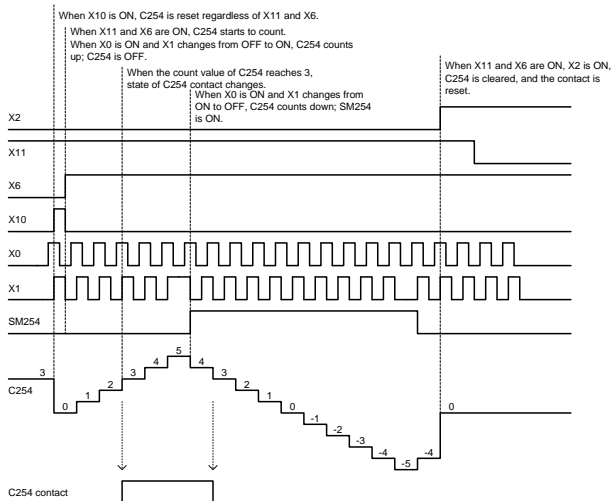 When X10 is ON, C254 is reset regardless of X11 and X6.
When X11 and X6 are ON, C254 starts to count.
When X0 is ON and X1 changes from OFF to ON, C254 counts
up; C254 is OFF.
When the count value of C254 reaches 3,
state of C254 contact changes.
When X0 is ON and X1 changes from
ON to OFF, C254 counts down; SM254
is ON.
When X11 and X6 are ON, X2 is ON,
C254 is cleared, and the contact is
reset.
X2
X11
X6
X10
X0
X1
SM254
C254
3
0
1
2
3
4
5
4
3
2
1
0
-1
-2
-3
-4
-5
-4
0
C254 contact